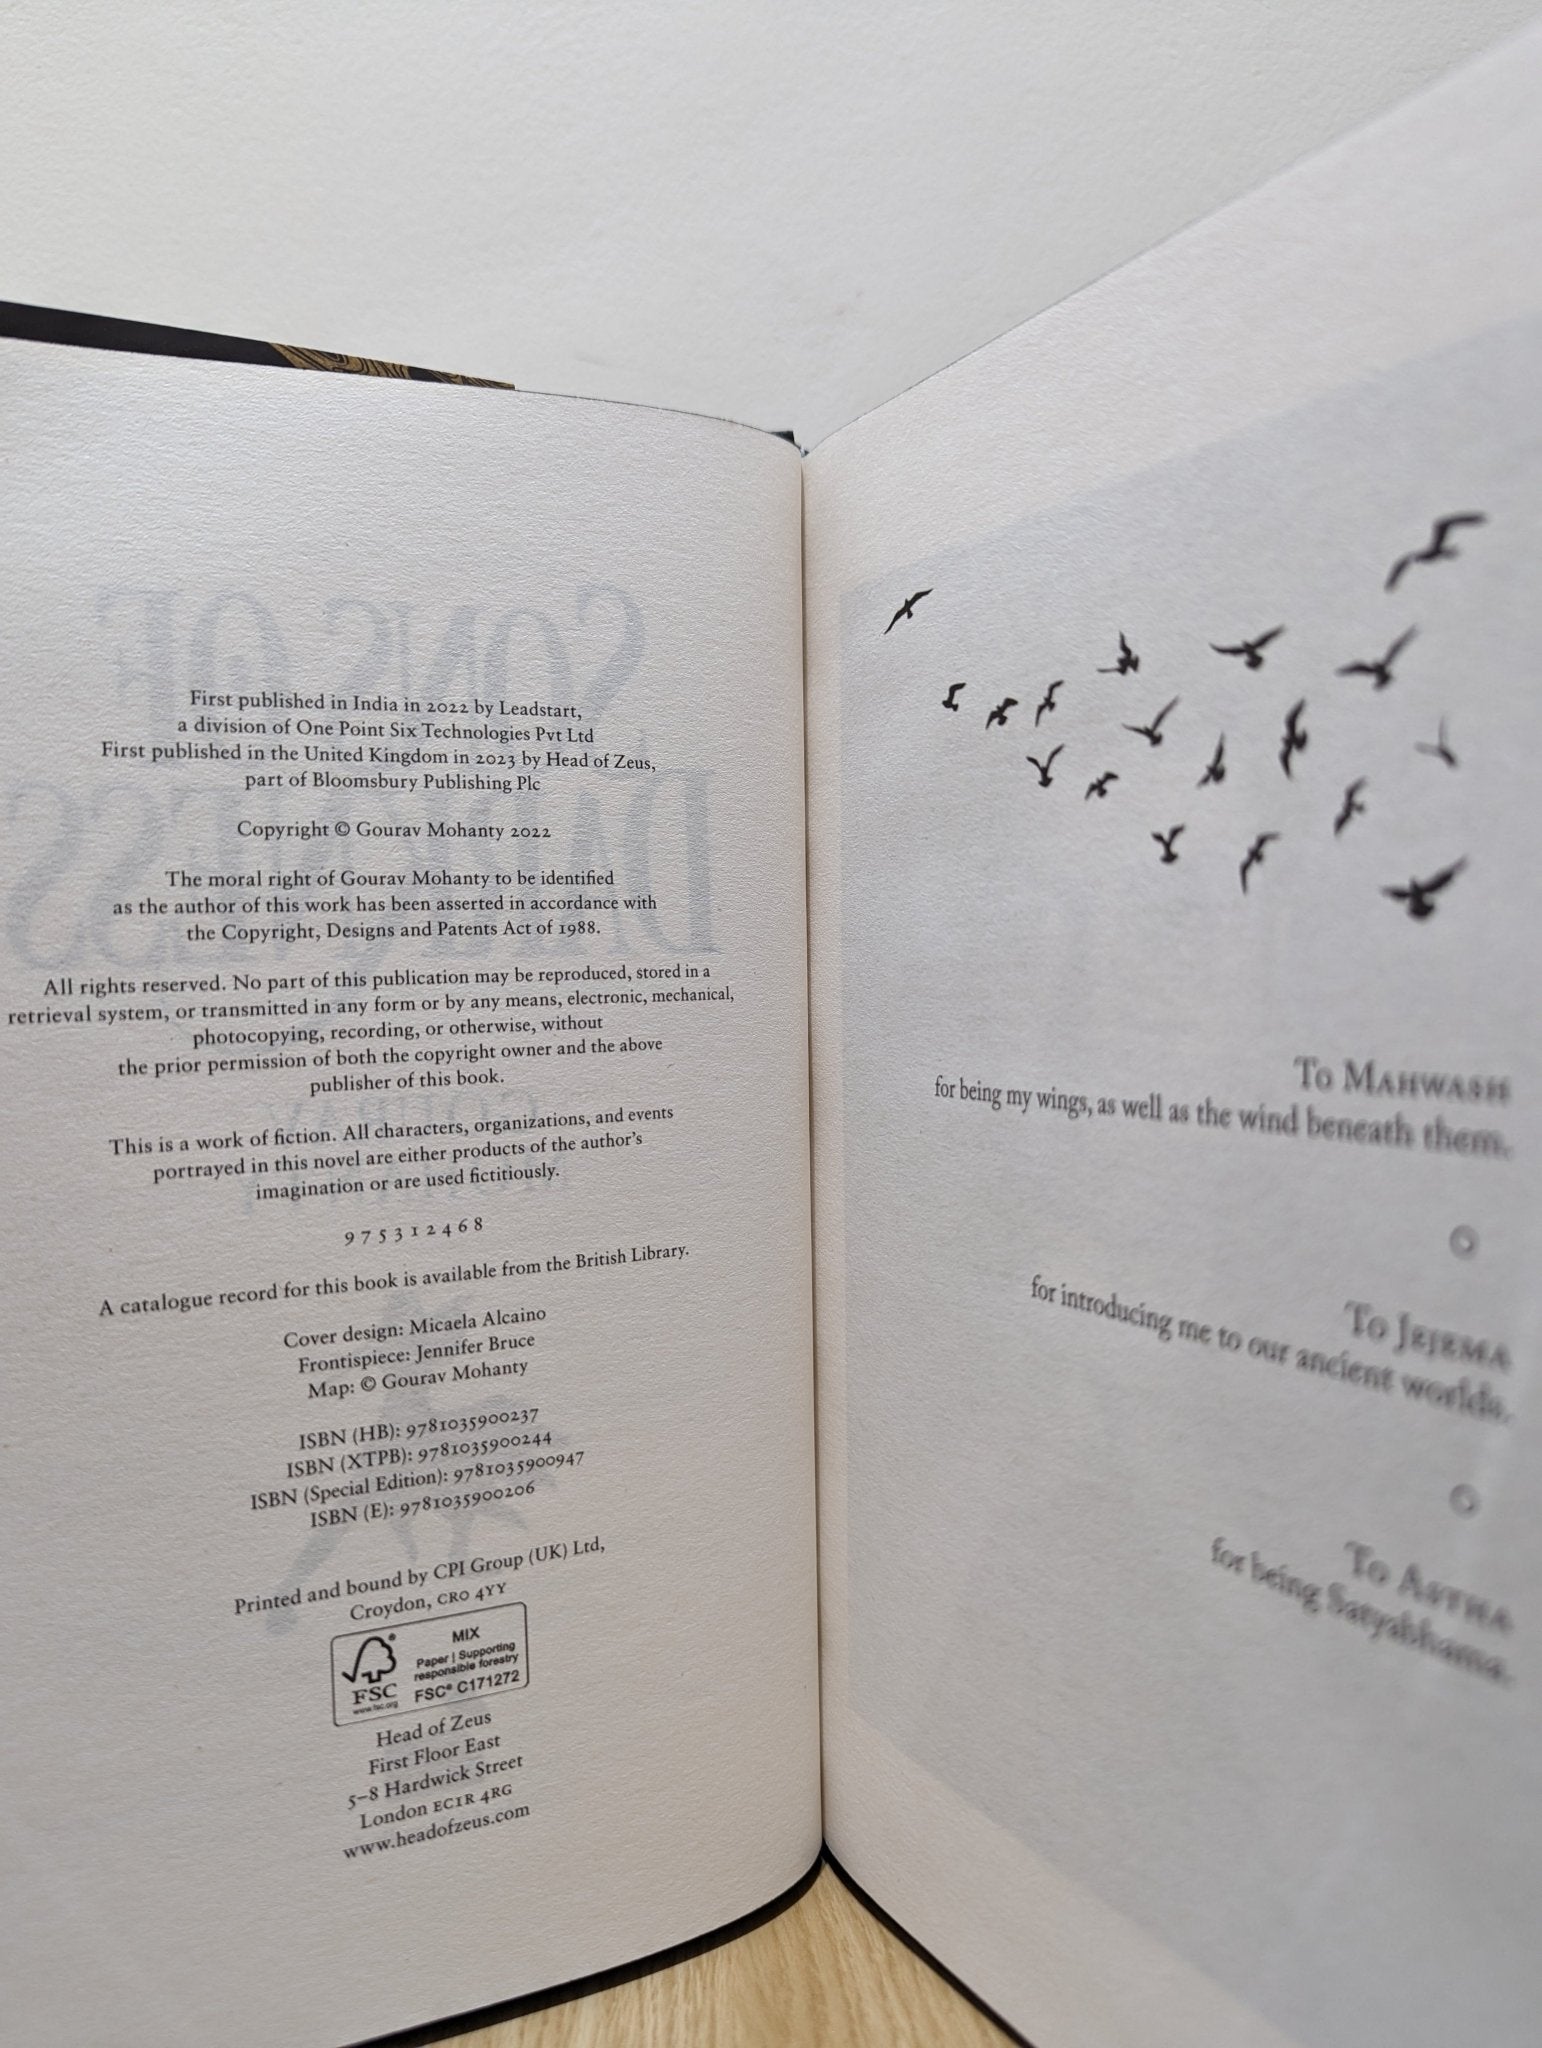 First published in India in 2022 by Leadstart,
a division of One Point Six Technologies Pvt Ltd
First published in the United Kingdom in 2023 by Head of Zeus,
part of Bloomsbury Publishing Plc
Copyright © Gourav Mohanty 2022
The moral right of Gourav Mohanty to be identified
as the author of this work has been asserted in accordance with
the Copyright, Designs and Patents Act of 1988.
All rights reserved. No part of this publication may be reproduced, stored in a
retrieval system, or transmitted in any form or by any means, electronic, mechanical,
photocopying, recording, or otherwise, without
the prior permission of both the copyright owner and the above
publisher of this book.
This is a work of fiction. All characters, organizations, and events
portrayed in this novel are either products of the author's
imagination or are used fictitiously.
9 7 5 3 1 2 4 6 8
A catalogue record for this book is available from the British Library.
Cover design: Micaela Alcaino
Frontispiece: Jennifer Bruce
Map: © Gourav Mohanty
ISBN (HB): 9781035900237
ISBN (XTPB): 9781035900244
ISBN (Special Edition): 9781035900947
ISBN (E): 9781035900206
Printed and bound by CPI Group (UK) Ltd,
Croydon, CR0 4YY
FSC
www.fsc.org
MIX
Paper | Supporting
responsible forestry
FSC® C171272
Head of Zeus
First Floor East
5–8 Hardwick Street
London EC1R 4RG
www.headofzeus.com
To Mahwash
for being my wings, as well as the wind beneath them.
To Jejema
for introducing me to our ancient worlds.
To Astha
for being Satyabhama.